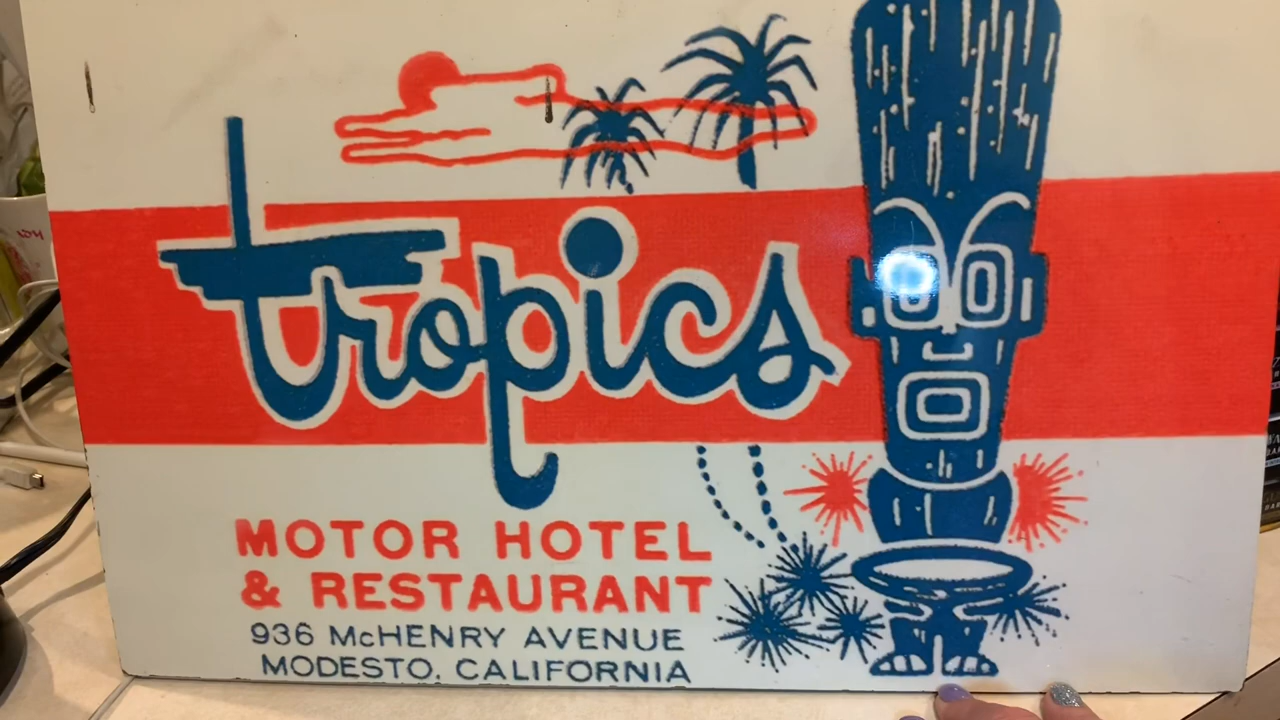 tropics
MOTOR HOTEL
& RESTAURANT
936 McHENRY AVENUE
MODESTO, CALIFORNIA